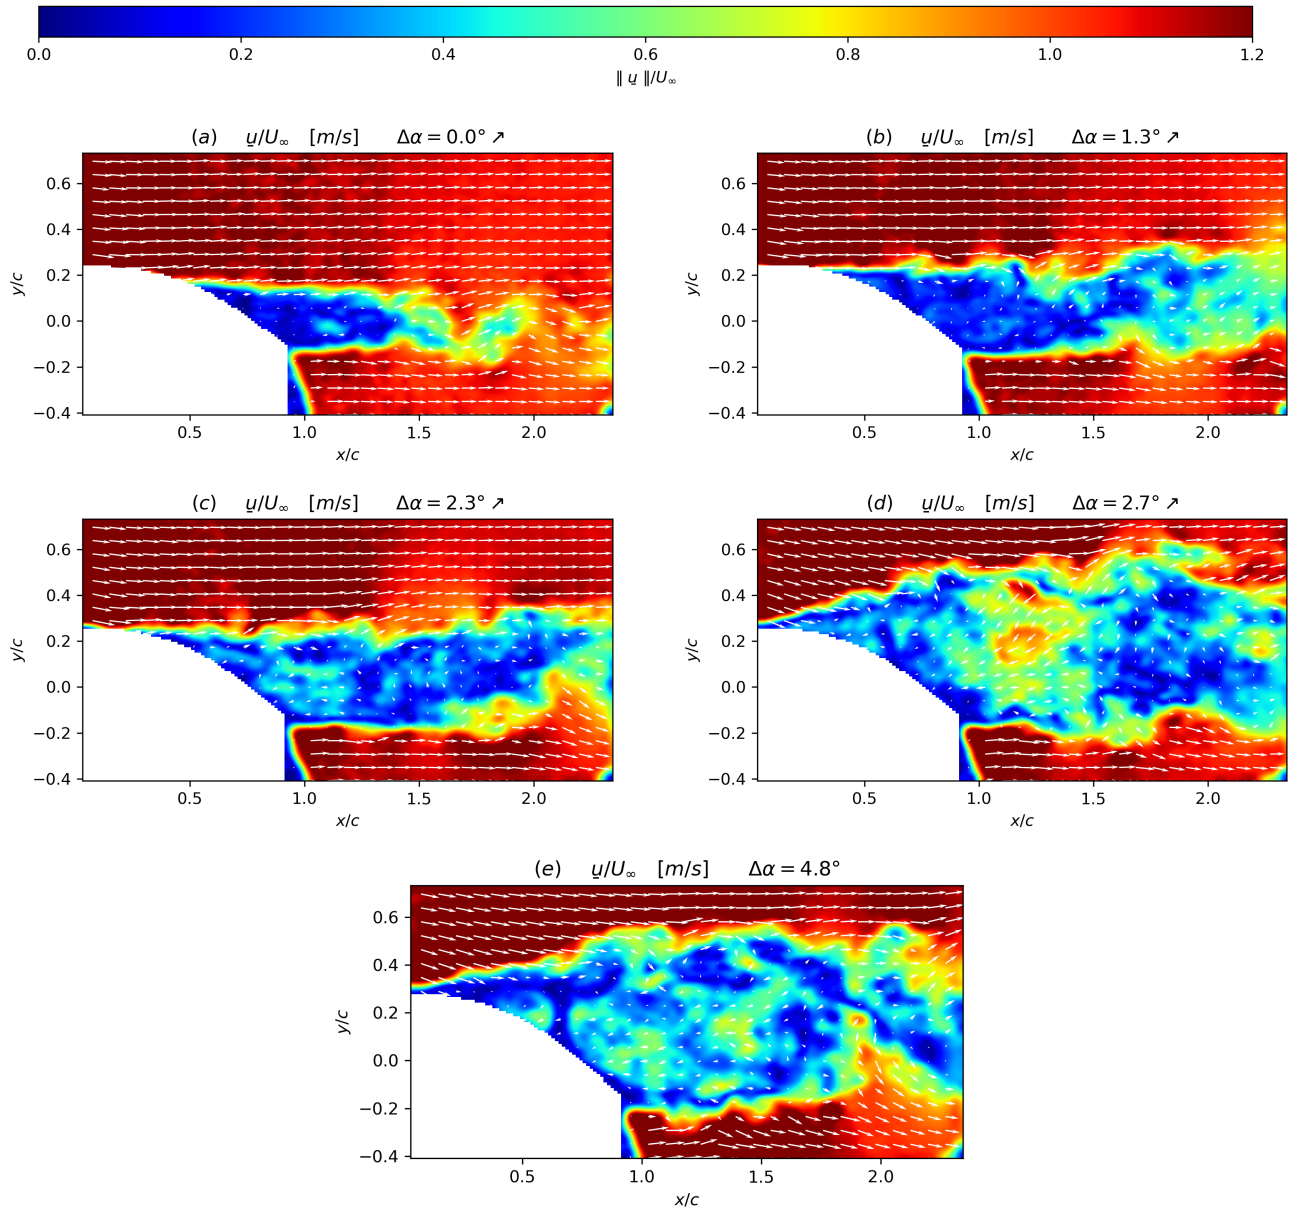 0.0 0.2 0.4 0.6 0.8 1.0 1.2
‖ u̲ ‖/U∞
(a) u̲/U∞ [m/s] Δα = 0.0° ↗
0.6
0.4
0.2
0.0
−0.2
−0.4
y/c
0.5 1.0 1.5 2.0
x/c
(b) u̲/U∞ [m/s] Δα = 1.3° ↗
0.6
0.4
0.2
0.0
−0.2
−0.4
y/c
0.5 1.0 1.5 2.0
x/c
(c) u̲/U∞ [m/s] Δα = 2.3° ↗
0.6
0.4
0.2
0.0
−0.2
−0.4
y/c
0.5 1.0 1.5 2.0
x/c
(d) u̲/U∞ [m/s] Δα = 2.7° ↗
0.6
0.4
0.2
0.0
−0.2
−0.4
y/c
0.5 1.0 1.5 2.0
x/c
(e) u̲/U∞ [m/s] Δα = 4.8°
0.6
0.4
0.2
0.0
−0.2
−0.4
y/c
0.5 1.0 1.5 2.0
x/c